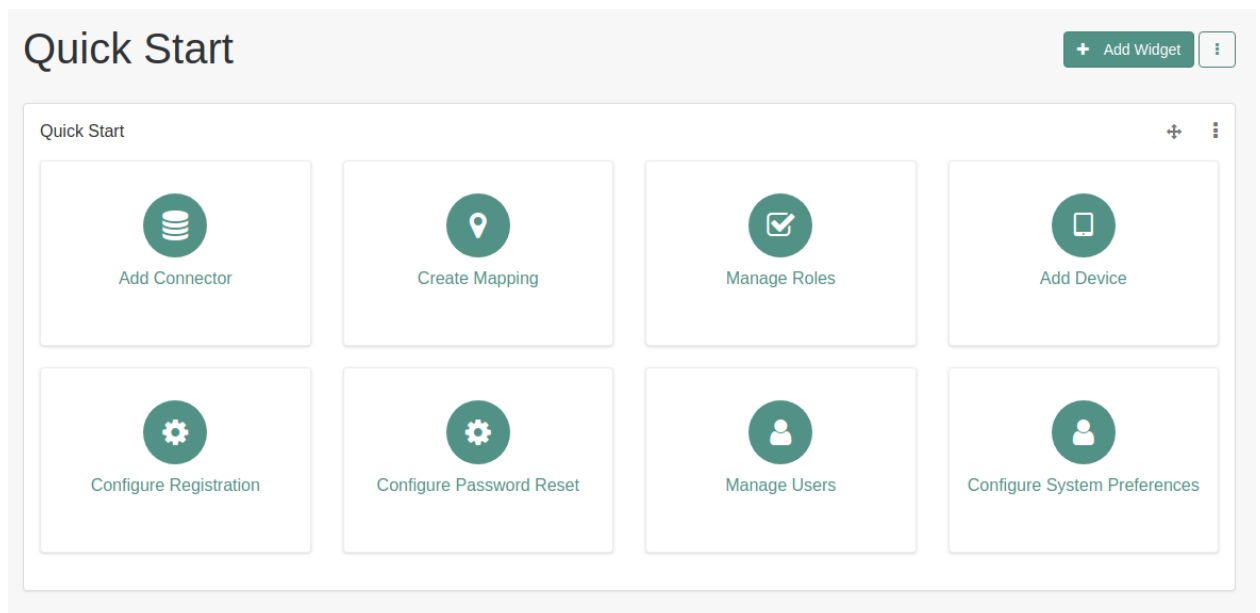 Quick Start
Add Widget
Quick Start
Add Connector
Create Mapping
Manage Roles
Add Device
Configure Registration
Configure Password Reset
Manage Users
Configure System Preferences